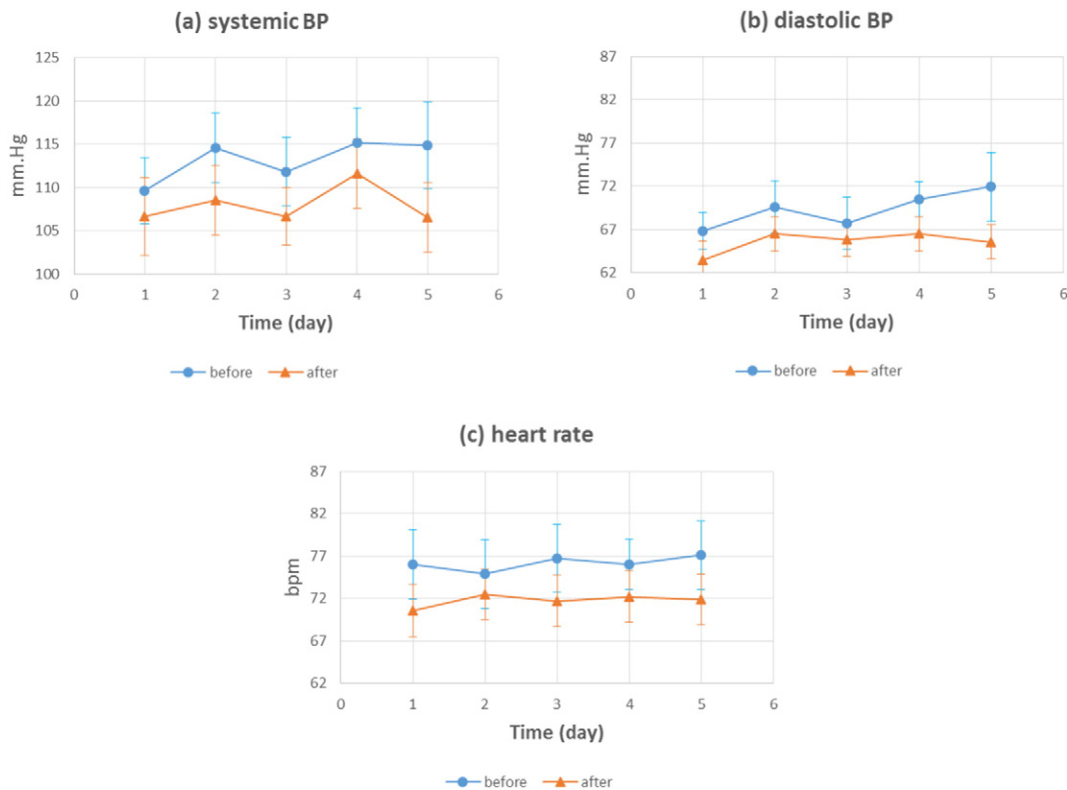 (a) systemic BP
125
120
115
110
105
100
mm.Hg
0 1 2 3 4 5 6
Time (day)
before after
(b) diastolic BP
87
82
77
72
67
62
mm.Hg
0 1 2 3 4 5 6
Time (day)
before after
(c) heart rate
87
82
77
72
67
62
bpm
0 1 2 3 4 5 6
Time (day)
before after